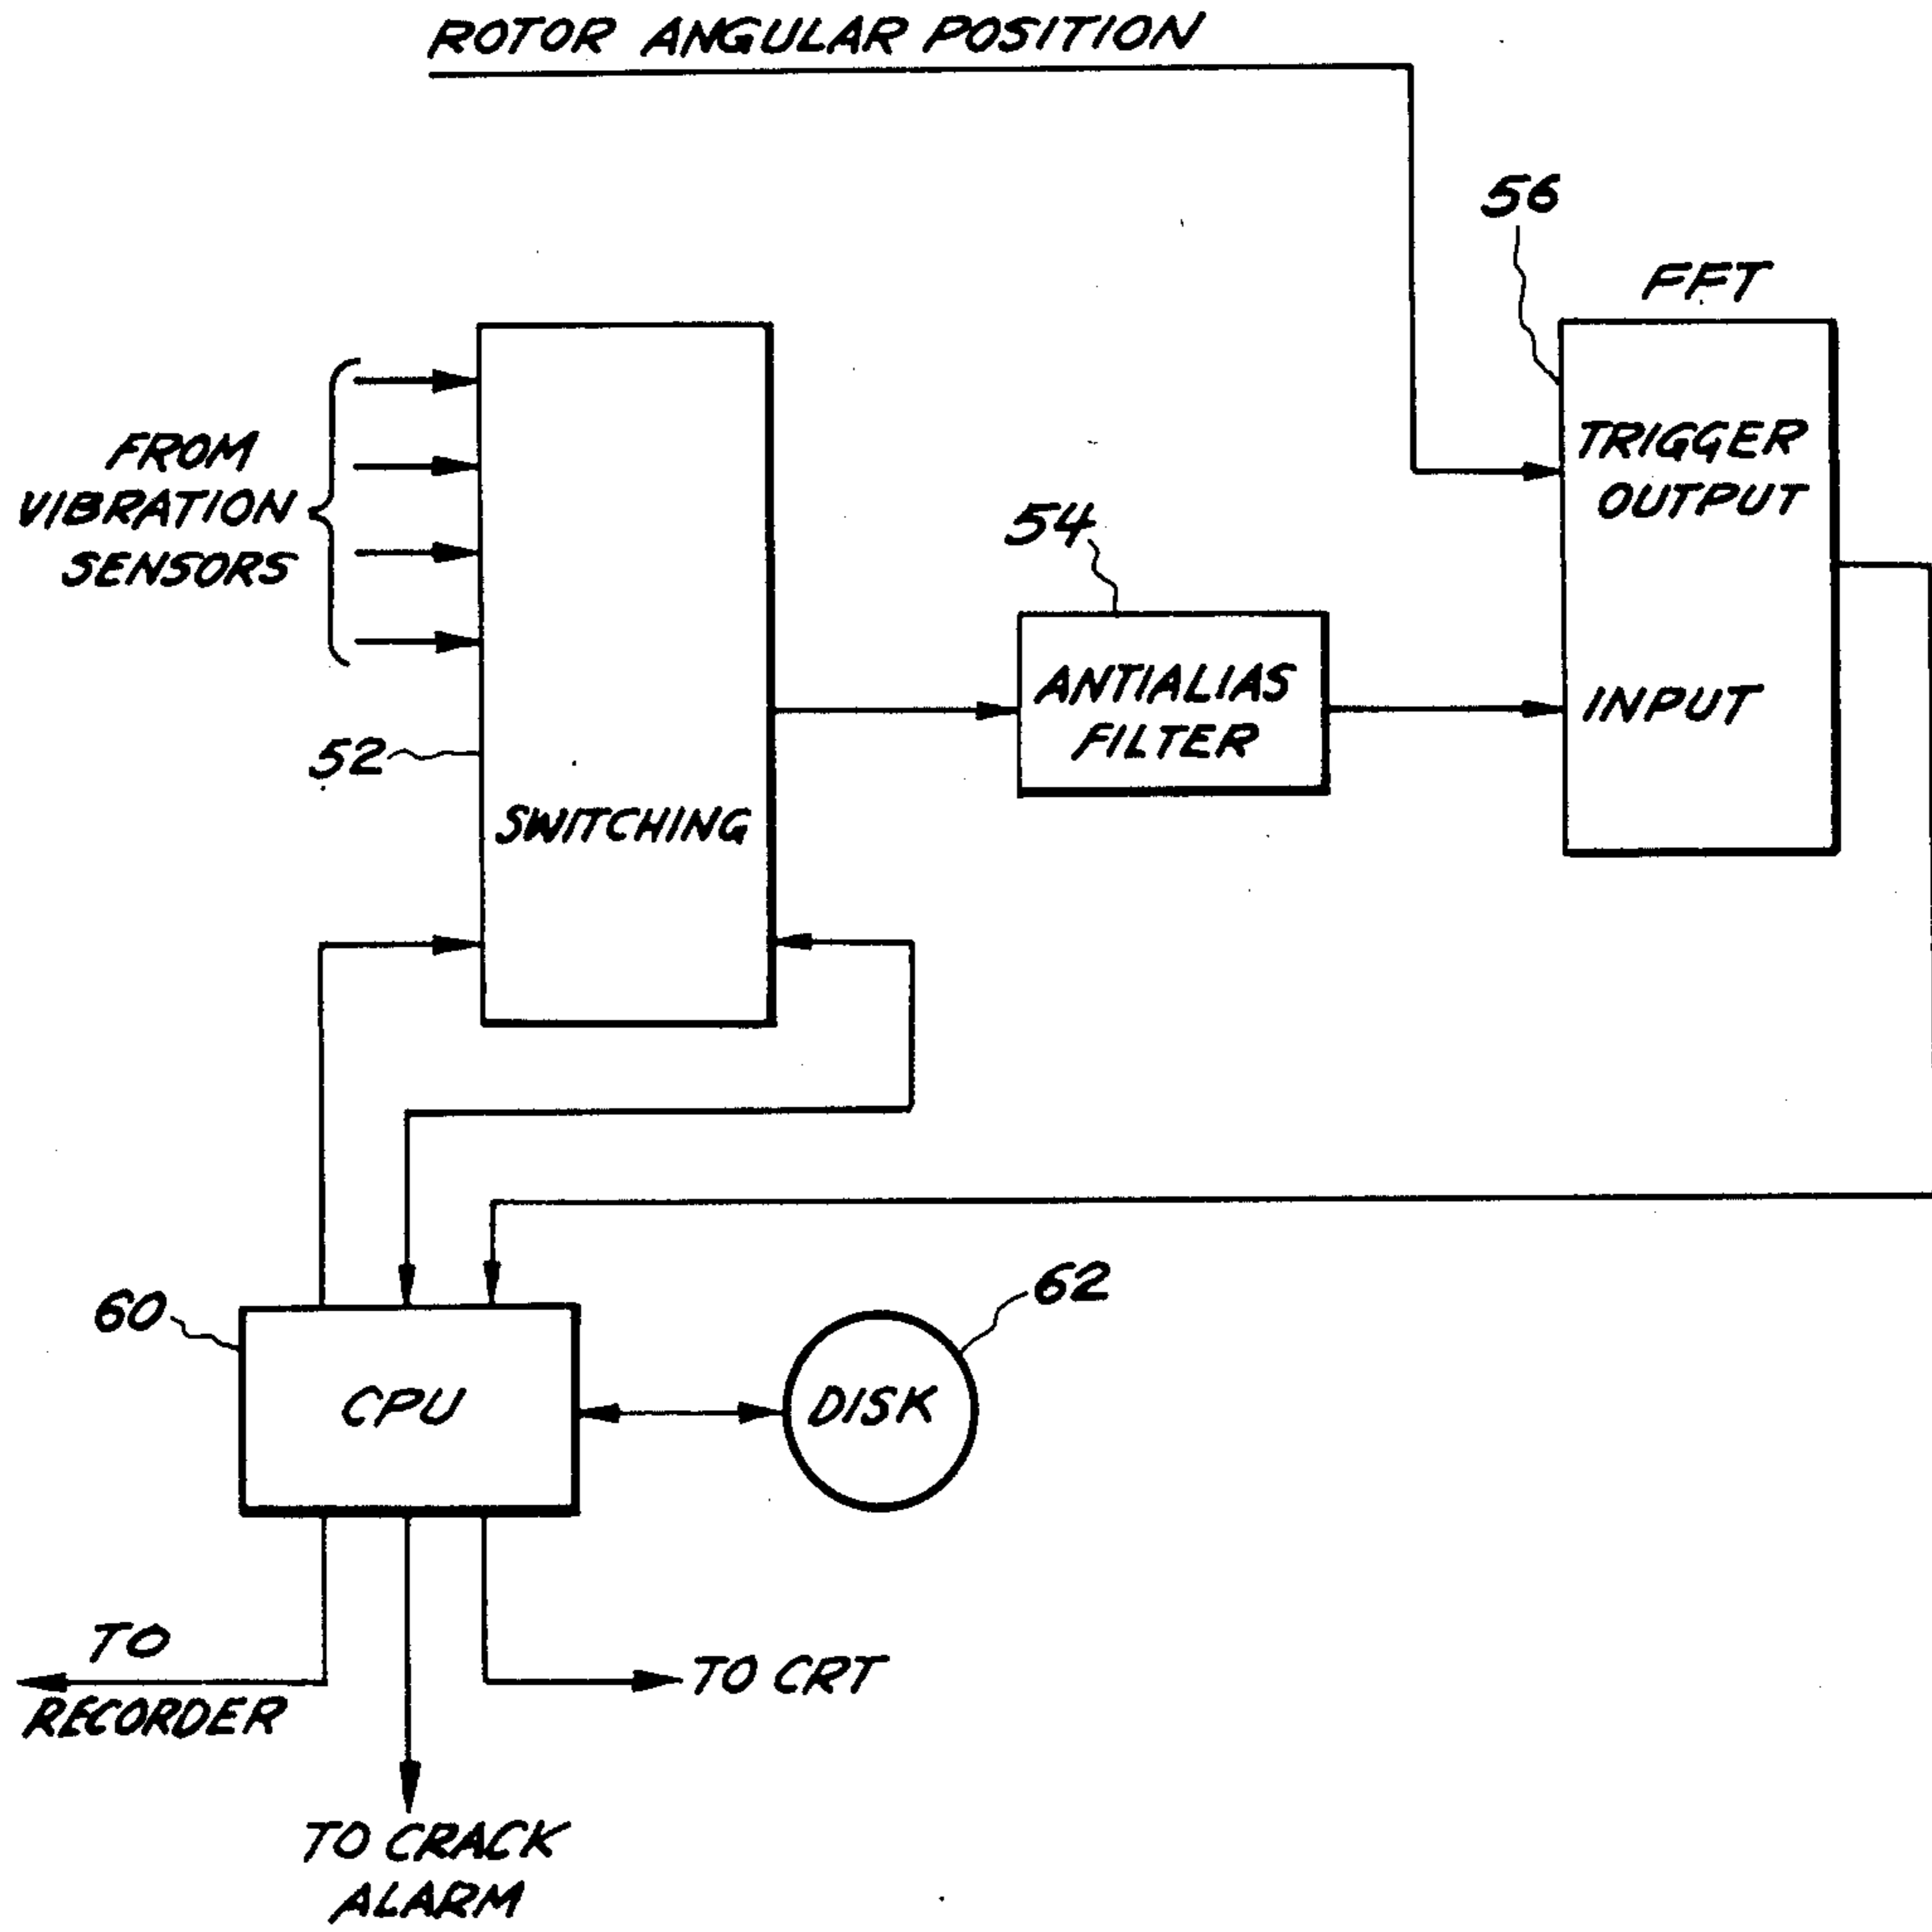 ROTOR ANGULAR POSITION
56
FFT
FROM
VIBRATION
SENSORS
TRIGGER
OUTPUT
54
ANTIALIAS
FILTER
INPUT
52
SWITCHING
60
62
CPU
DISK
TO
RECORDER
TO CRT
TO CRACK
ALARM